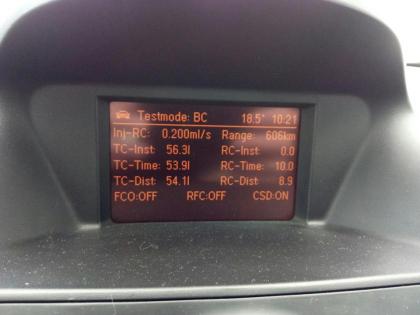 Testmode: BC 18.5° 10:21
Inj-RC: 0.200ml/s Range: 606km
TC-Inst: 56.3l RC-Inst: 0.0
TC-Time: 53.9l RC-Time: 10.0
TC-Dist: 54.1l RC-Dist: 8.9
FCO:OFF RFC:OFF CSD:ON